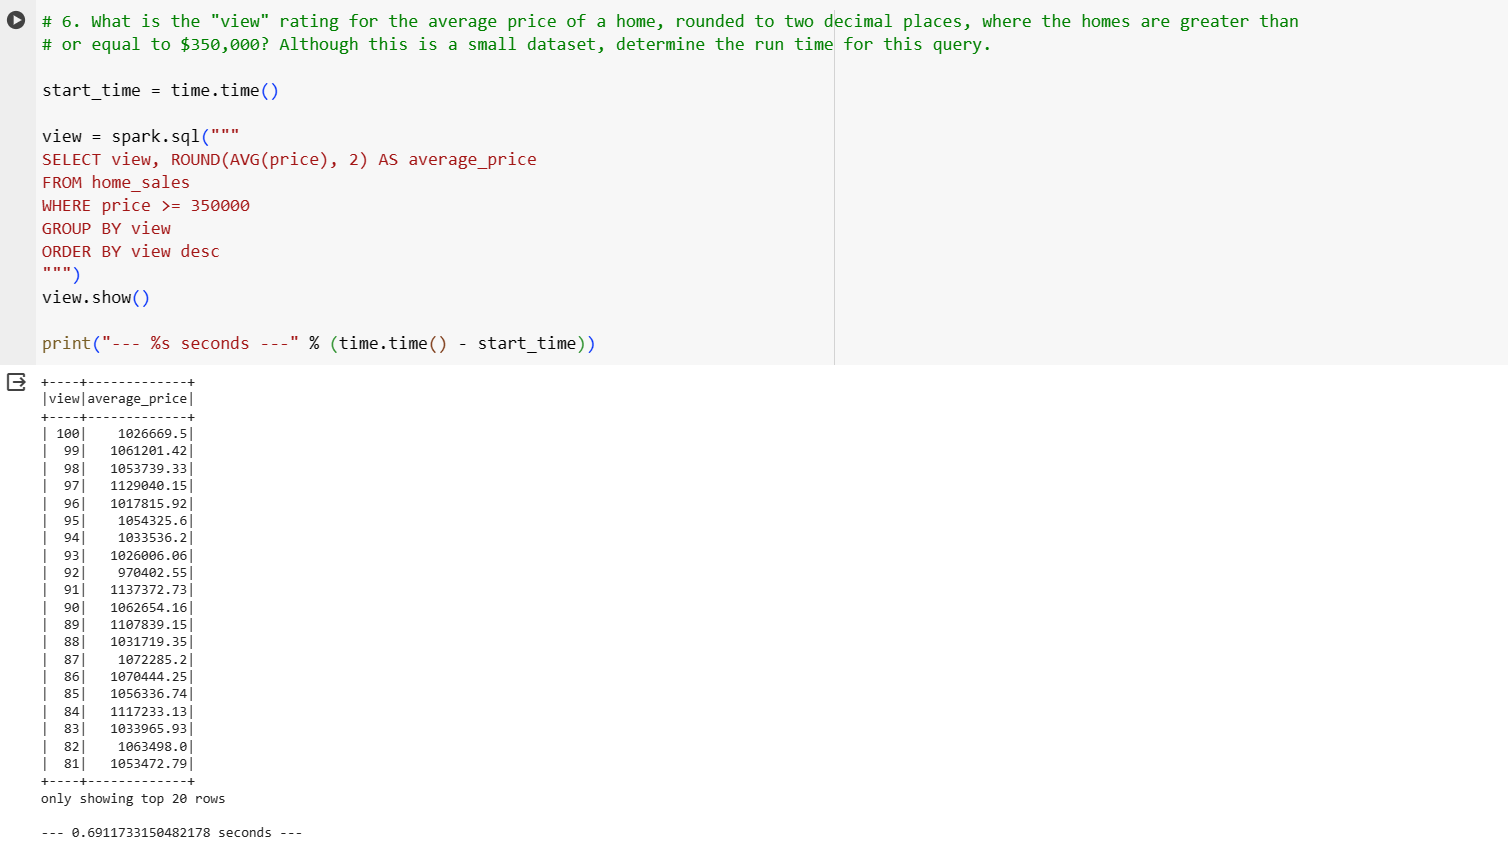 # 6. What is the "view" rating for the average price of a home, rounded to two decimal places, where the homes are greater than
# or equal to $350,000? Although this is a small dataset, determine the run time for this query.
start_time = time.time()
view = spark.sql("""
SELECT view, ROUND(AVG(price), 2) AS average_price
FROM home_sales
WHERE price >= 350000
GROUP BY view
ORDER BY view desc
""")
view.show()
print("--- %s seconds ---" % (time.time() - start_time))
+----+-------------+
|view|average_price|
+----+-------------+
| 100|    1026669.5|
|  99|   1061201.42|
|  98|   1053739.33|
|  97|   1129040.15|
|  96|   1017815.92|
|  95|    1054325.6|
|  94|    1033536.2|
|  93|   1026006.06|
|  92|    970402.55|
|  91|   1137372.73|
|  90|   1062654.16|
|  89|   1107839.15|
|  88|   1031719.35|
|  87|    1072285.2|
|  86|   1070444.25|
|  85|   1056336.74|
|  84|   1117233.13|
|  83|   1033965.93|
|  82|    1063498.0|
|  81|   1053472.79|
+----+-------------+
only showing top 20 rows
--- 0.6911733150482178 seconds ---